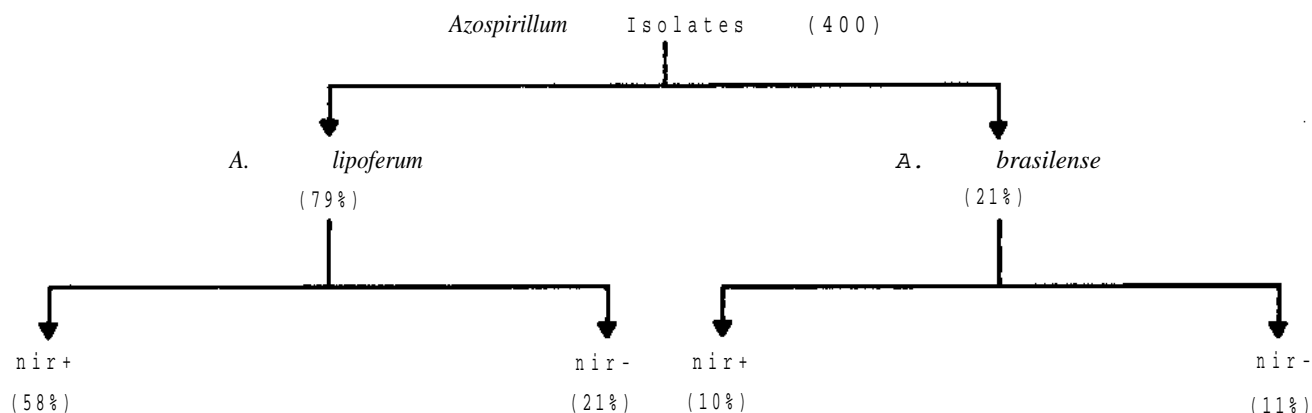 Azospirillum Isolates (400)
A. lipoferum A. brasilense
(79%) (21%)
nir+ nir- nir+ nir-
(58%) (21%) (10%) (11%)